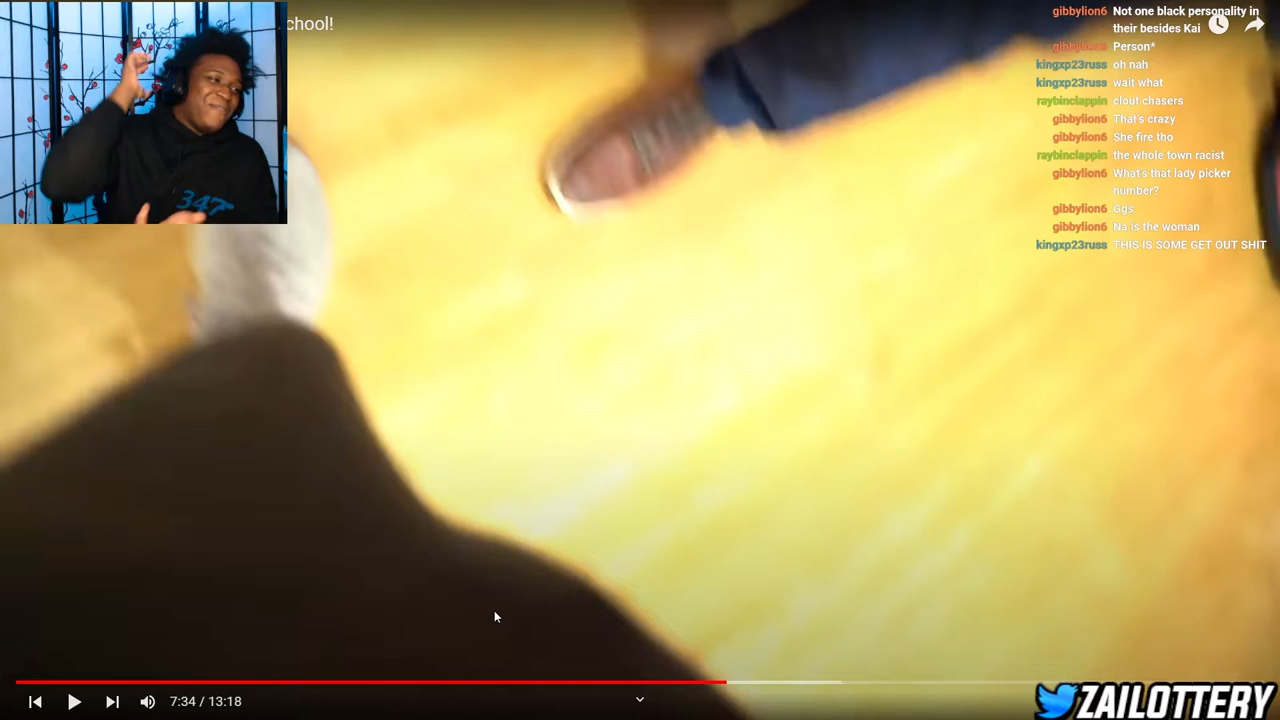 chool!
347
gibbylion6 Not one black personality in
their besides Kai
gibbylion6 Person*
kingxp23russ oh nah
kingxp23russ wait what
raybinclappin clout chasers
gibbylion6 That's crazy
gibbylion6 She fire tho
raybinclappin the whole town racist
gibbylion6 What's that lady picker
number?
gibbylion6 Ggs
gibbylion6 Na is the woman
kingxp23russ THIS IS SOME GET OUT SHIT
7:34 / 13:18
ZAILOTTERY